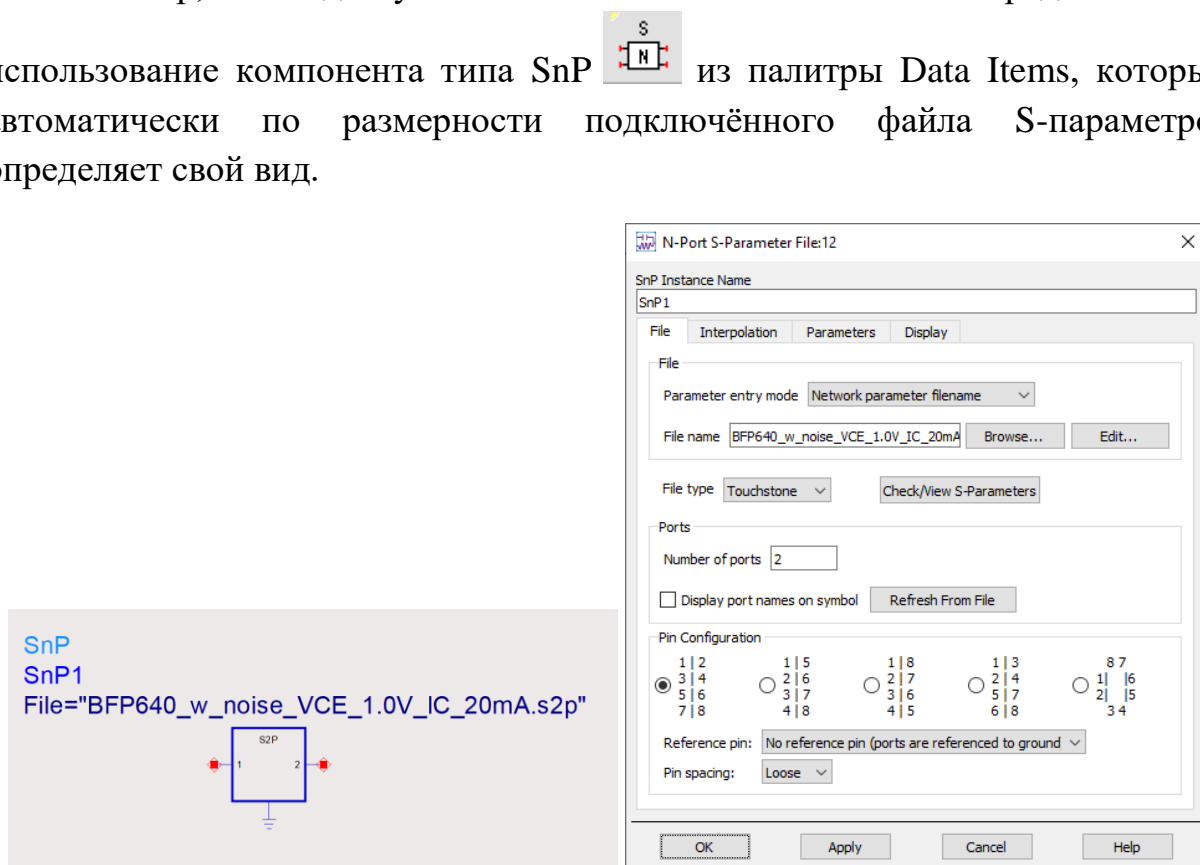 S
N
использование компонента типа SnP из палитры Data Items, которы
автоматически по размерности подключённого файла S-параметро
определяет свой вид.
N-Port S-Parameter File:12
SnP Instance Name
SnP1
File Interpolation Parameters Display
File
Parameter entry mode Network parameter filename
File name BFP640_w_noise_VCE_1.0V_IC_20mA Browse... Edit...
File type Touchstone Check/View S-Parameters
Ports
Number of ports 2
Display port names on symbol Refresh From File
Pin Configuration
1|2 1|5 1|8 1|3 8 7
3|4 2|6 2|7 2|4 1| |6
5|6 3|7 3|6 5|7 2| |5
7|8 4|8 4|5 6|8 3 4
Reference pin: No reference pin (ports are referenced to ground
Pin spacing: Loose
OK Apply Cancel Help
SnP
SnP1
File="BFP640_w_noise_VCE_1.0V_IC_20mA.s2p"
S2P
1 2